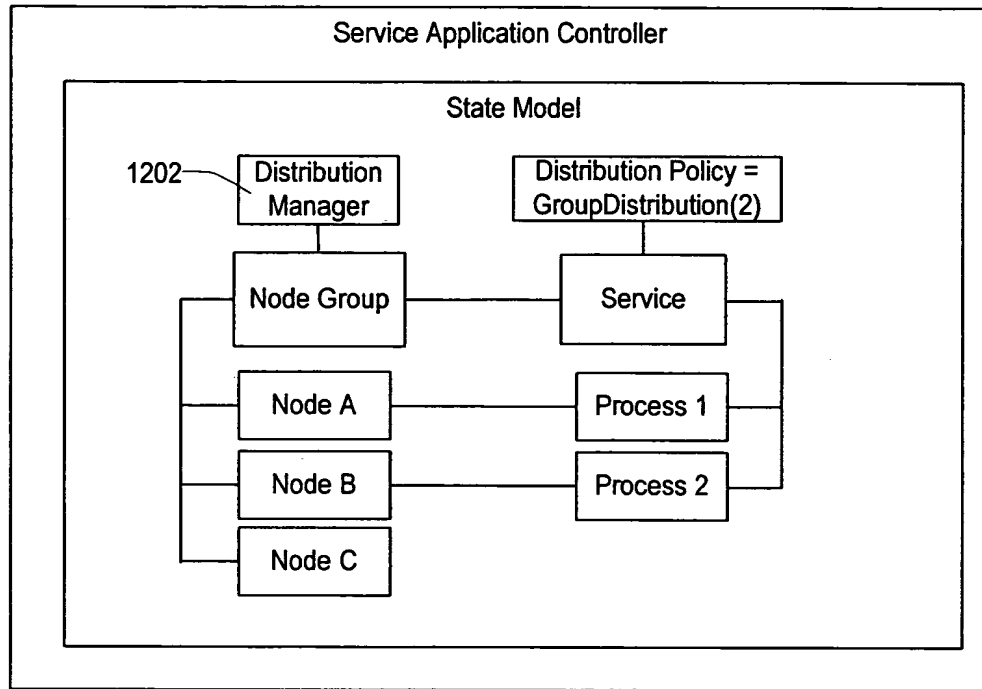 Service Application Controller
State Model
1202
Distribution
Manager
Distribution Policy =
GroupDistribution(2)
Node Group
Service
Node A
Process 1
Node B
Process 2
Node C